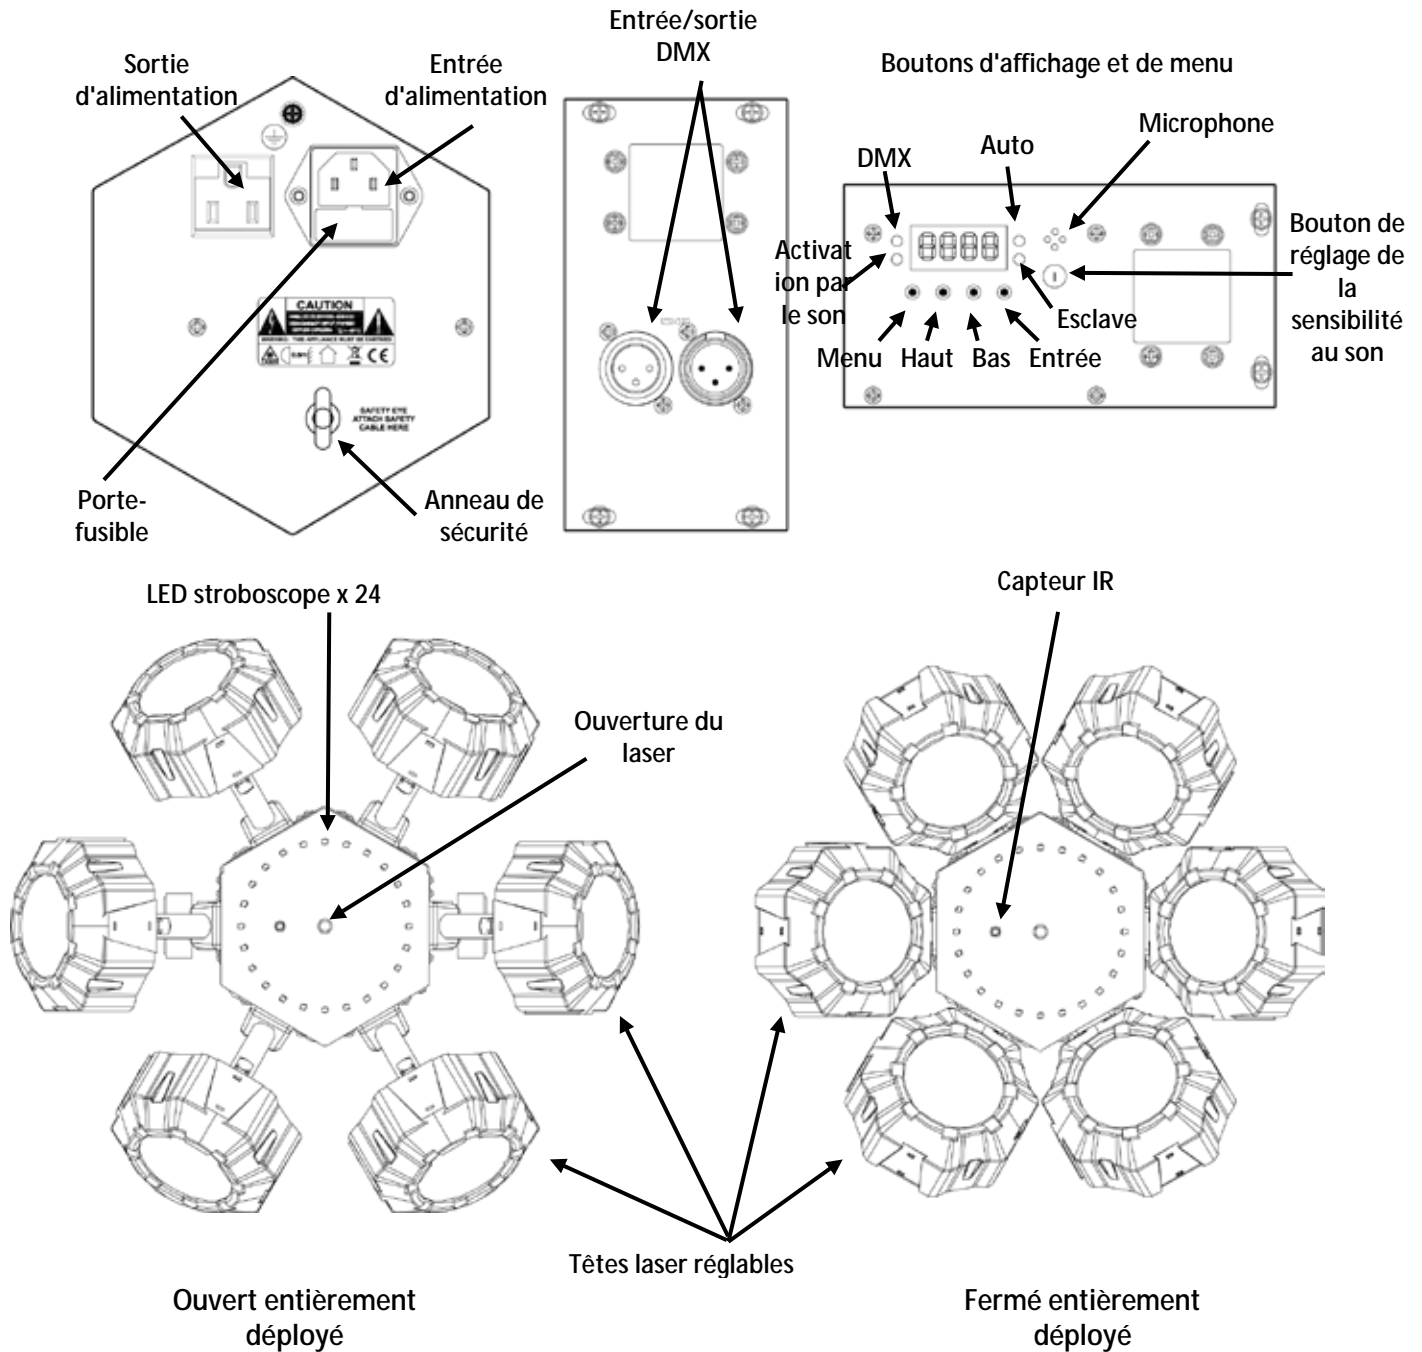 Entrée/sortie
DMX
Sortie
d'alimentation
Entrée
d'alimentation
Boutons d'affichage et de menu
Microphone
Auto
DMX
Bouton de
réglage de
la
sensibilité
au son
Activat
ion par
le son
Esclave
Menu
Haut
Bas
Entrée
CAUTION
SAFETY EYE
ATTACH SAFETY
CABLE HERE
Porte-
fusible
Anneau de
sécurité
LED stroboscope x 24
Capteur IR
Ouverture du
laser
Têtes laser réglables
Ouvert entièrement
déployé
Fermé entièrement
déployé